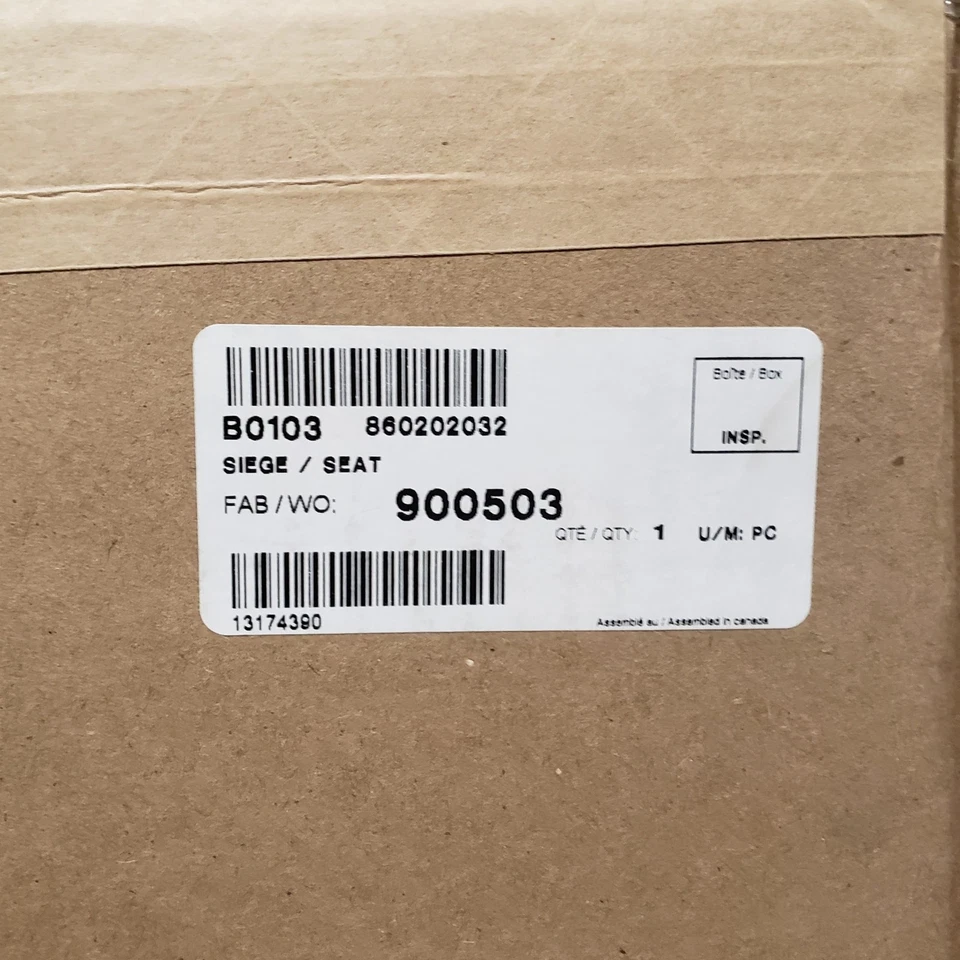 B0103 860202032
SIEGE / SEAT
FAB / WO: 900503
QTÉ / QTY: 1 U/M: PC
13174390
Assemblé au / Assembled in canada
Boîte / Box
INSP.